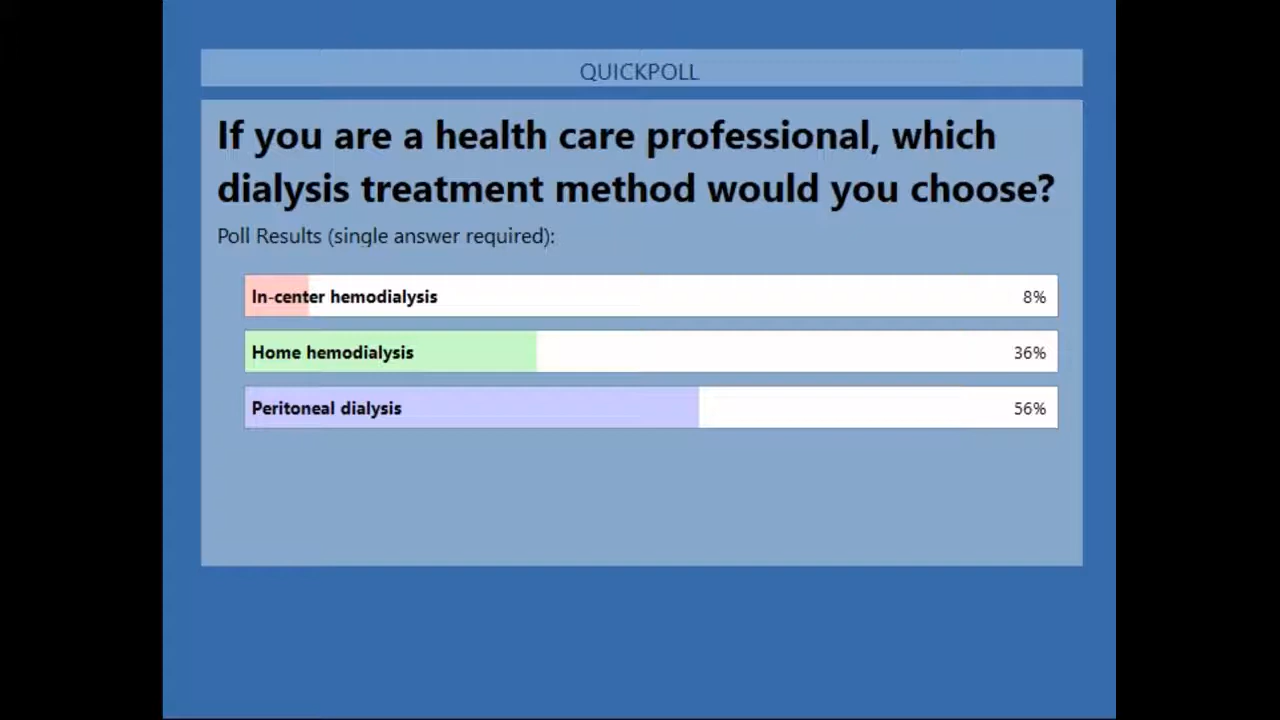 QUICKPOLL
If you are a health care professional, which
dialysis treatment method would you choose?
Poll Results (single answer required):
In-center hemodialysis 8%
Home hemodialysis 36%
Peritoneal dialysis 56%